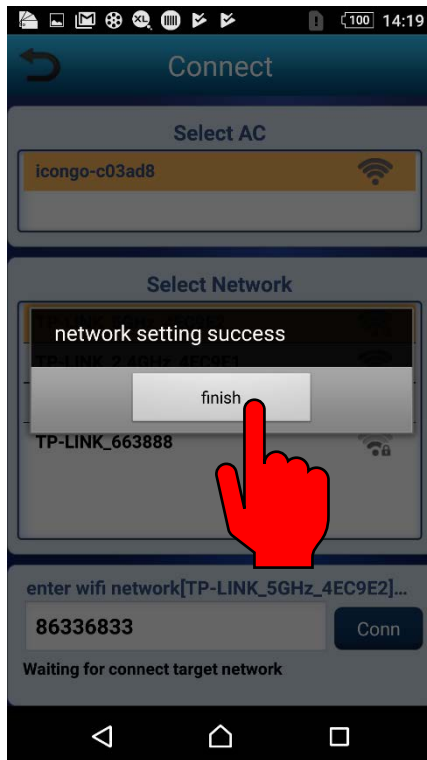 XL
100 14:19
Connect
Select AC
icongo-c03ad8
Select Network
network setting success
TP-LINK_2.4GHz_4EC9E1
finish
TP-LINK_663888
enter wifi network[TP-LINK_5GHz_4EC9E2]...
86336833
Conn
Waiting for connect target network